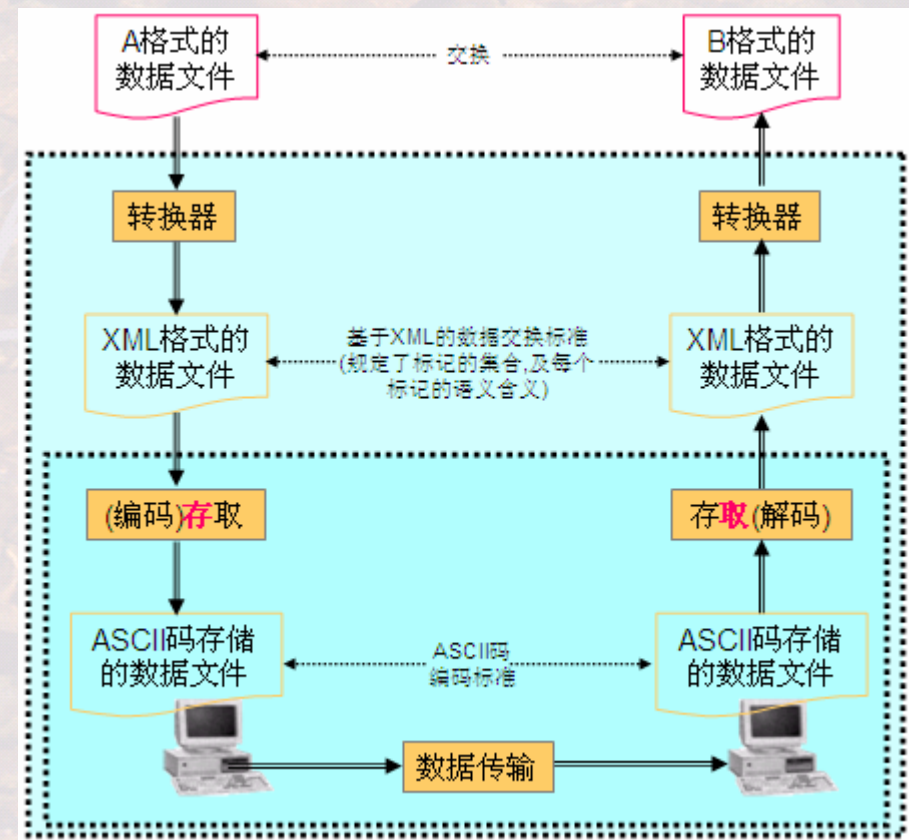 A格式的
数据文件
交换
B格式的
数据文件
转换器
转换器
XML格式的
数据文件
基于XML的数据交换标准
(规定了标记的集合,及每个
标记的语义含义)
XML格式的
数据文件
(编码)存取
存取(解码)
ASCII码存储
的数据文件
ASCII码
编码标准
ASCII码存储
的数据文件
数据传输